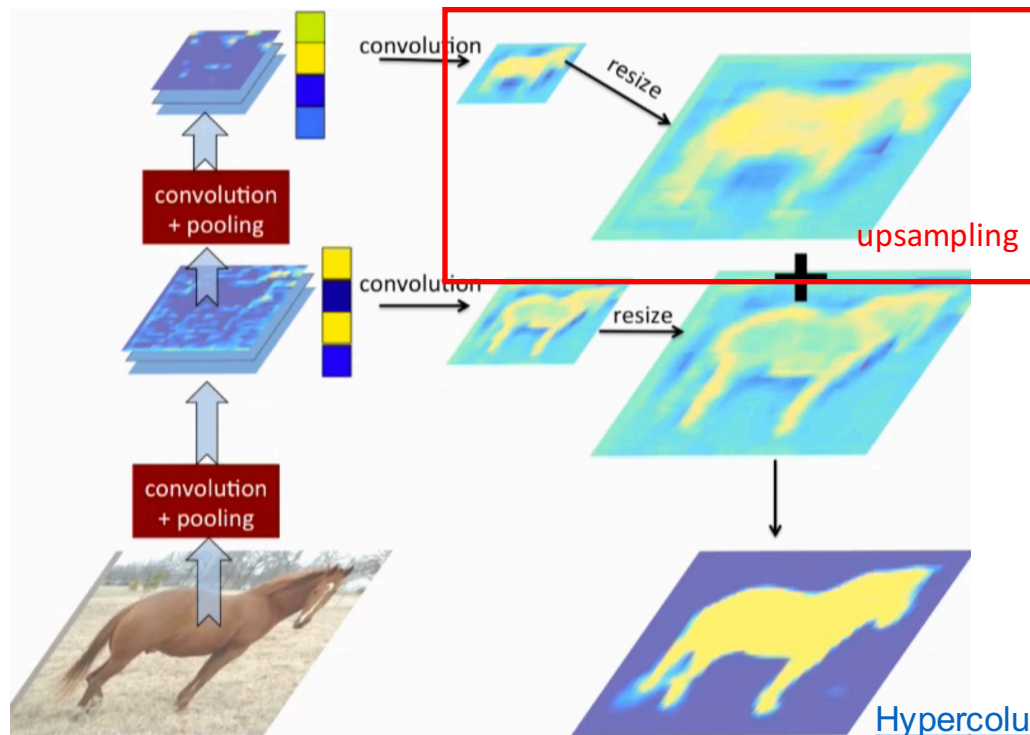 convolution
resize
convolution
+ pooling
upsampling
convolution
resize
convolution
+ pooling
Hypercolu